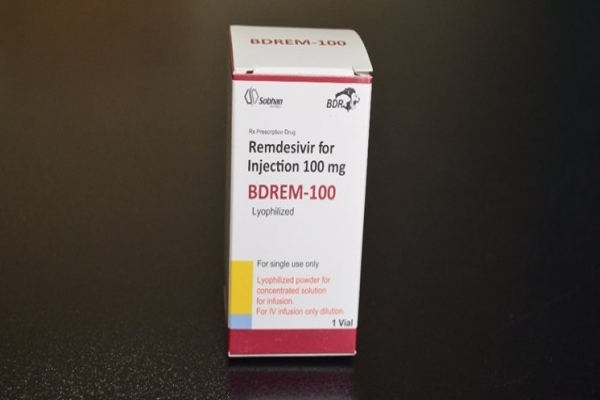 BDREM-100
Sobhan
BDR
Rx Prescription Drug
Remdesivir for
Injection 100 mg
BDREM-100
Lyophilized
For single use only
Lyophilized powder for
concentrated solution
for infusion.
For IV infusion only dilution.
1 Vial